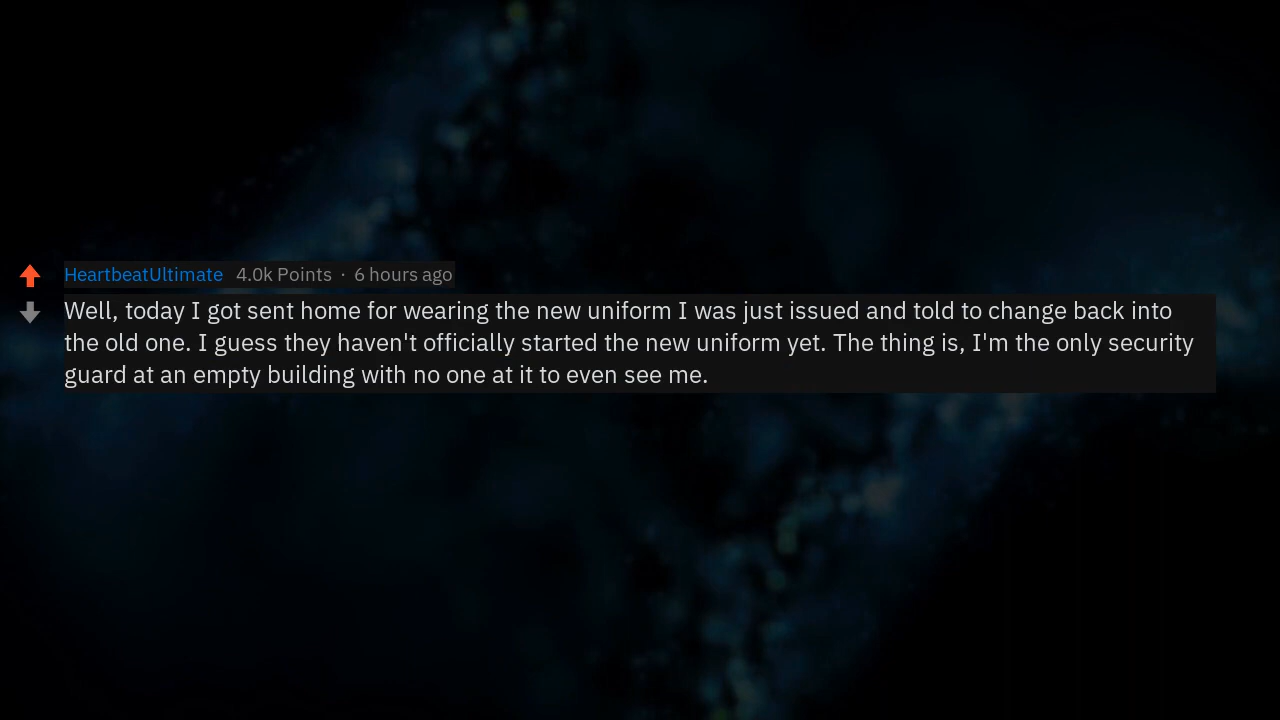 HeartbeatUltimate 4.0k Points · 6 hours ago
Well, today I got sent home for wearing the new uniform I was just issued and told to change back into
the old one. I guess they haven't officially started the new uniform yet. The thing is, I'm the only security
guard at an empty building with no one at it to even see me.